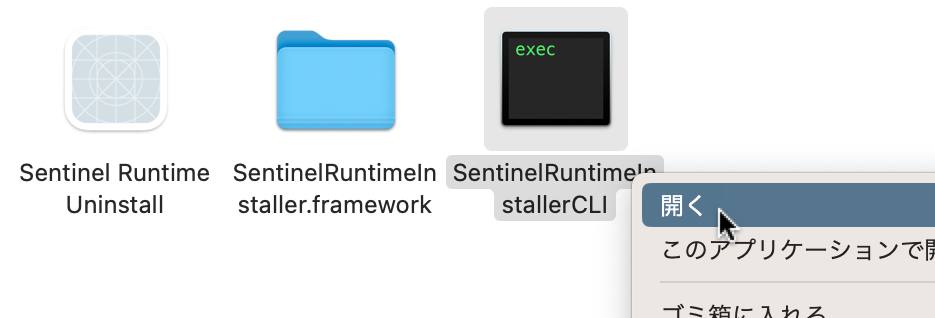 exec
Sentinel Runtime
Uninstall
SentinelRuntimeIn
staller.framework
SentinelRuntimeIn
stallerCLI
開く
このアプリケーションで開
ゴミ箱に入れる